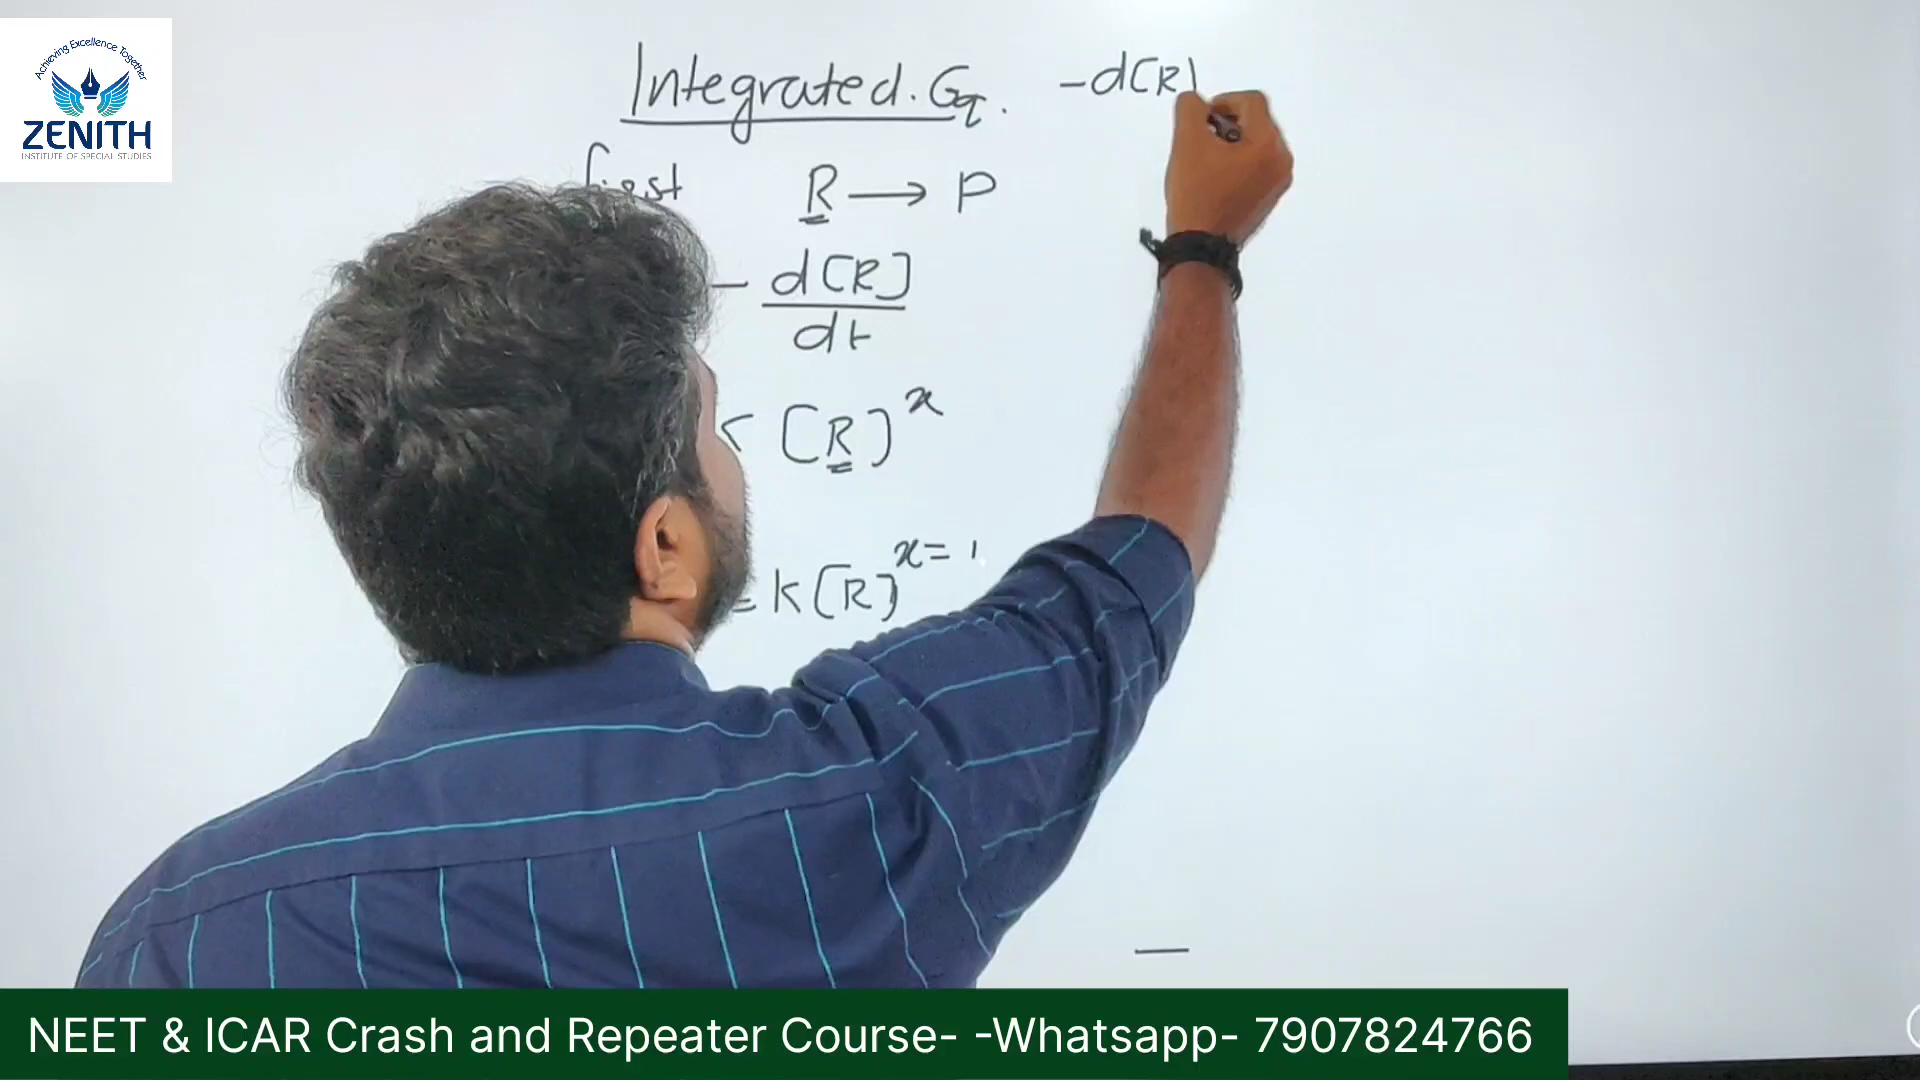 Achieving Excellence Together
ZENITH
INSTITUTE OF SPECIAL STUDIES
Integrated. Eq.
-d[R]
first R → P
- d[R]
dt
[R]^x
= K[R]^x=1
NEET & ICAR Crash and Repeater Course- -Whatsapp- 7907824766